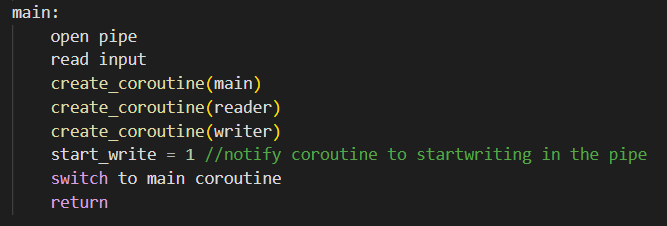 main:
    open pipe
    read input
    create_coroutine(main)
    create_coroutine(reader)
    create_coroutine(writer)
    start_write = 1 //notify coroutine to startwriting in the pipe
    switch to main coroutine
    return